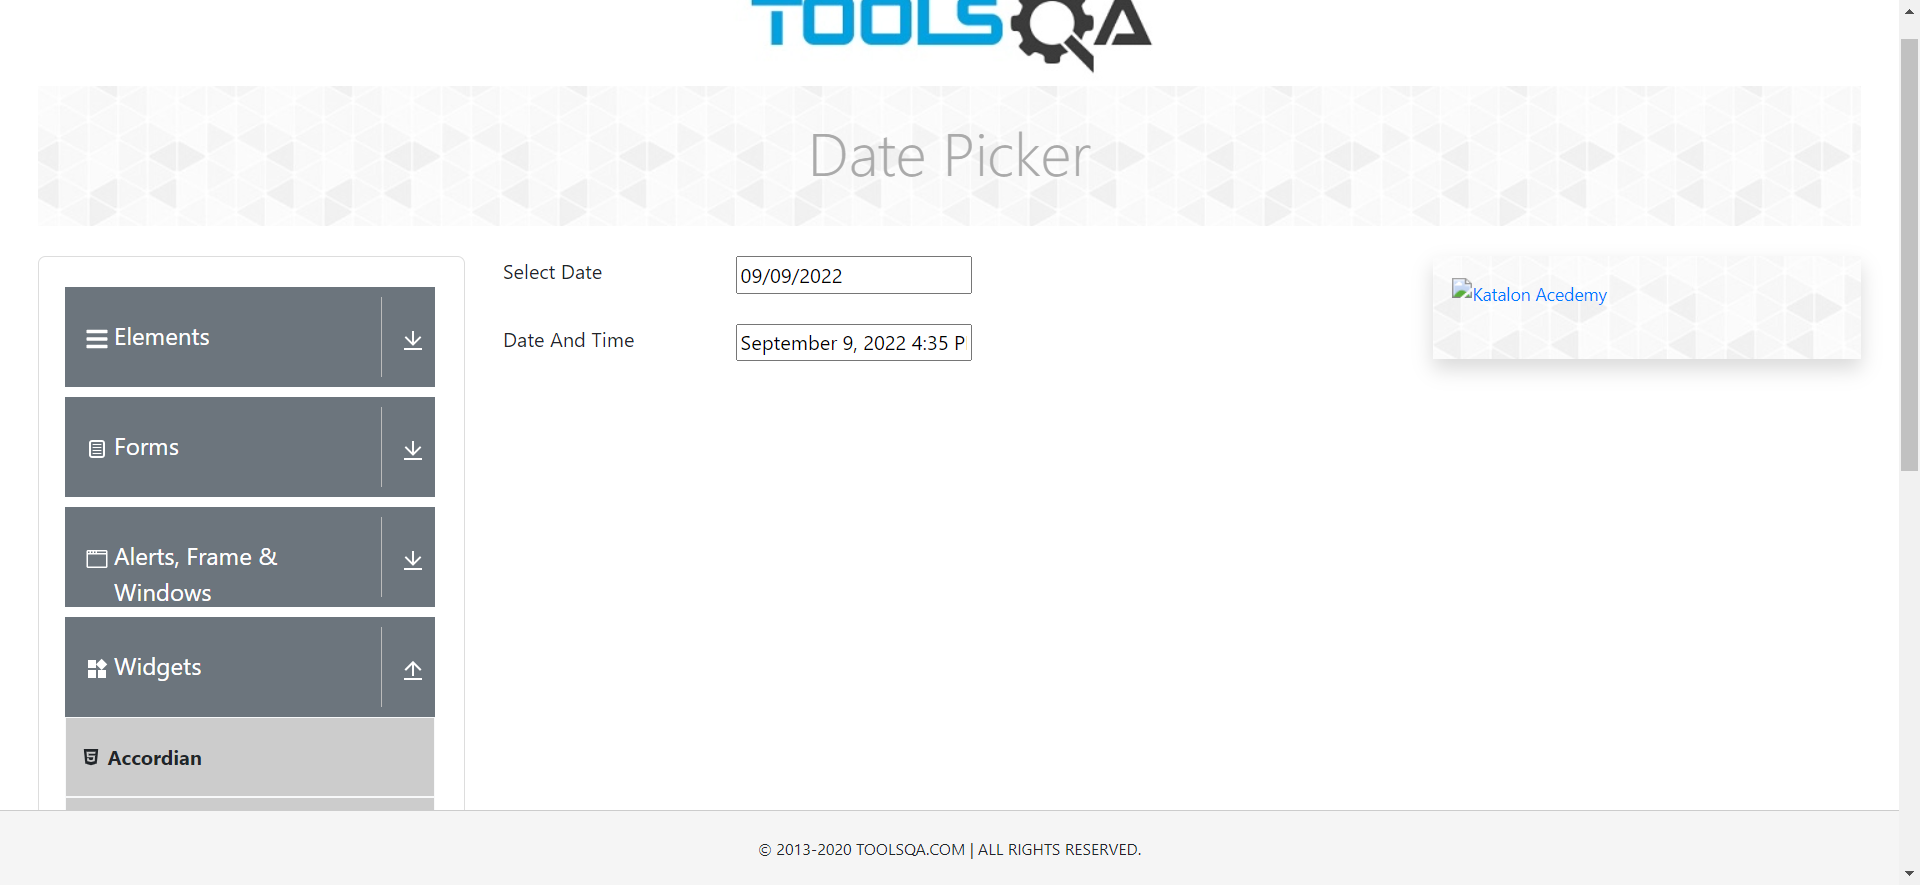 TOOLSQA
Date Picker
Select Date
09/09/2022
Katalon Acedemy
Elements
Date And Time
September 9, 2022 4:35 P
Forms
Alerts, Frame &
Windows
Widgets
Accordian
© 2013-2020 TOOLSQA.COM | ALL RIGHTS RESERVED.